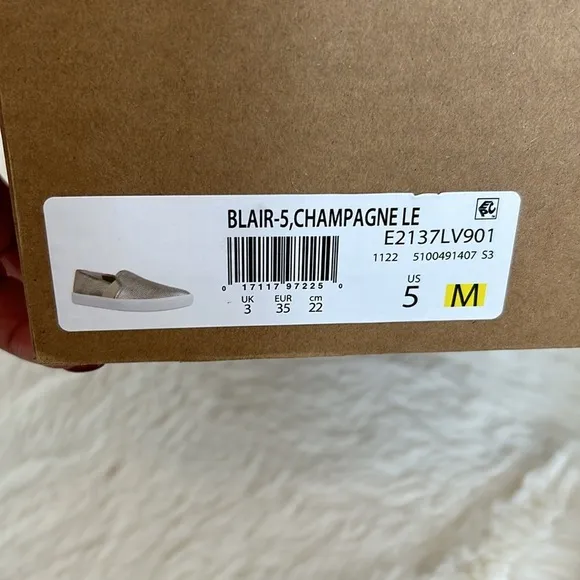 BLAIR-5,CHAMPAGNE LE
E2137LV901
1122 5100491407 S3
0 17117 97225 0
UK EUR cm US
3 35 22 5 M